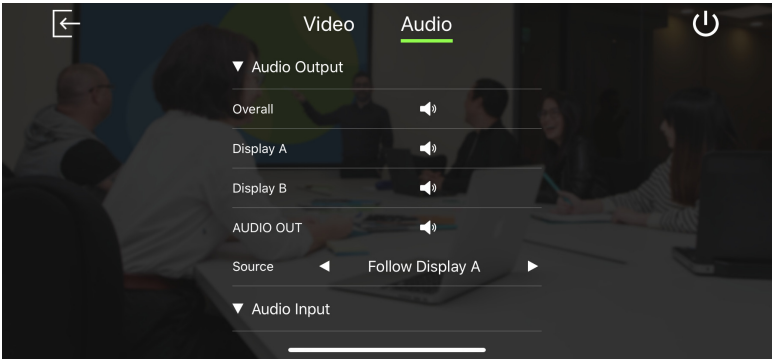 Video Audio
Audio Output
Overall
Display A
Display B
AUDIO OUT
Source Follow Display A
Audio Input